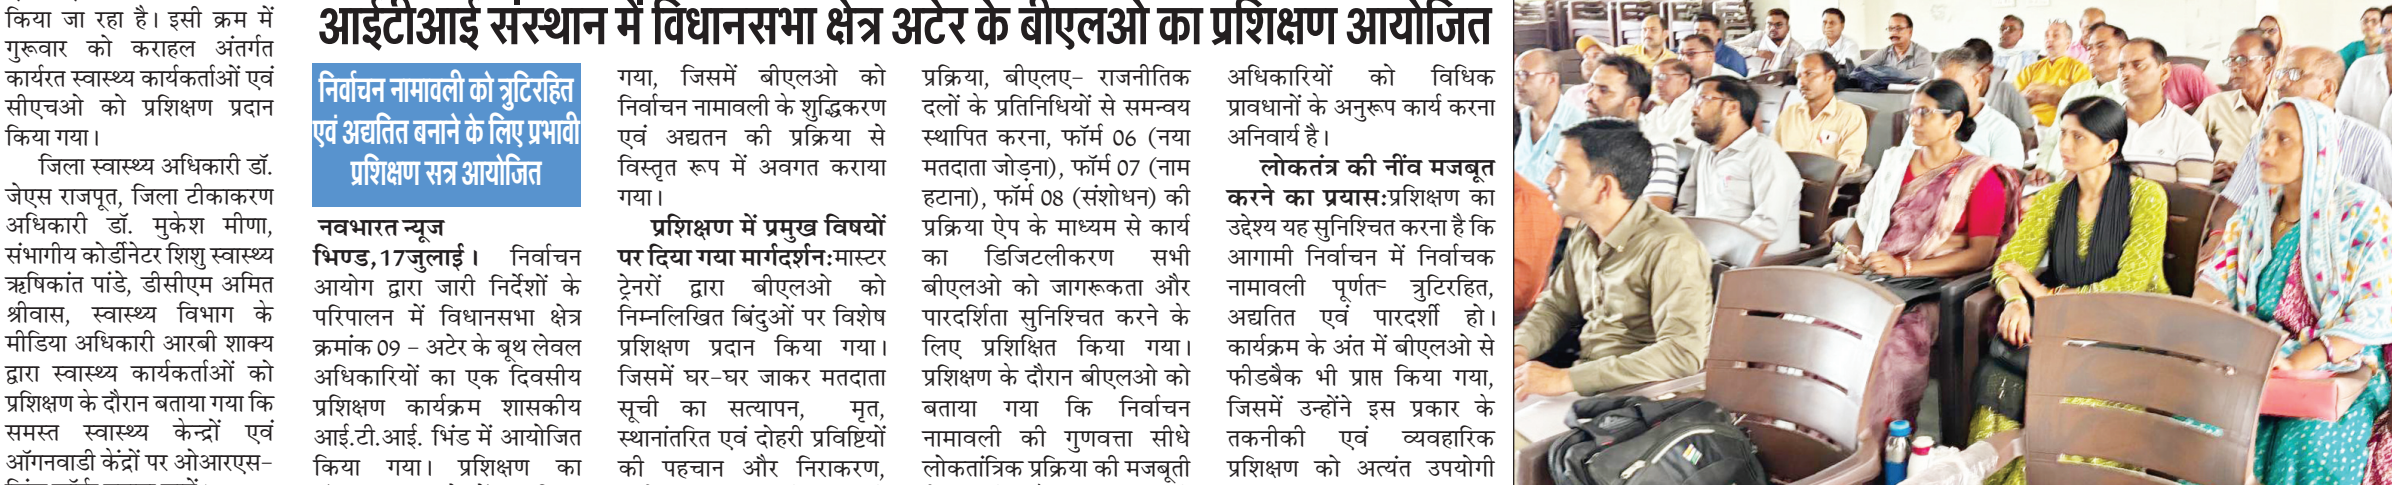 किया जा रहा है। इसी क्रम में
गुरूवार को कराहल अंतर्गत
कार्यरत स्वास्थ्य कार्यकर्ताओं एवं
सीएचओ को प्रशिक्षण प्रदान
किया गया।
जिला स्वास्थ्य अधिकारी डॉ.
जेएस राजपूत, जिला टीकाकरण
अधिकारी डॉ. मुकेश मीणा,
संभागीय कोर्डीनेटर शिशु स्वास्थ्य
ऋषिकांत पांडे, डीसीएम अमित
श्रीवास, स्वास्थ्य विभाग के
मीडिया अधिकारी आरबी शाक्य
द्वारा स्वास्थ्य कार्यकर्ताओं को
प्रशिक्षण के दौरान बताया गया कि
समस्त स्वास्थ्य केन्द्रों एवं
ऑगनवाडी केंद्रों पर ओआरएस-
आईटीआई संस्थान में विधानसभा क्षेत्र अटेर के बीएलओ का प्रशिक्षण आयोजित
निर्वाचन नामावली को त्रुटिरहित
एवं अद्यतित बनाने के लिए प्रभावी
प्रशिक्षण सत्र आयोजित
नवभारत न्यूज
भिण्ड,17जुलाई। निर्वाचन
आयोग द्वारा जारी निर्देशों के
परिपालन में विधानसभा क्षेत्र
क्रमांक 09 - अटेर के बूथ लेवल
अधिकारियों का एक दिवसीय
प्रशिक्षण कार्यक्रम शासकीय
आई.टी.आई. भिंड में आयोजित
किया गया। प्रशिक्षण का
गया, जिसमें बीएलओ को
निर्वाचन नामावली के शुद्धिकरण
एवं अद्यतन की प्रक्रिया से
विस्तृत रूप में अवगत कराया
गया।
प्रशिक्षण में प्रमुख विषयों
पर दिया गया मार्गदर्शन:मास्टर
ट्रेनरों द्वारा बीएलओ को
निम्नलिखित बिंदुओं पर विशेष
प्रशिक्षण प्रदान किया गया।
जिसमें घर-घर जाकर मतदाता
सूची का सत्यापन, मृत,
स्थानांतरित एवं दोहरी प्रविष्टियों
की पहचान और निराकरण,
प्रक्रिया, बीएलए- राजनीतिक
दलों के प्रतिनिधियों से समन्वय
स्थापित करना, फॉर्म 06 (नया
मतदाता जोड़ना), फॉर्म 07 (नाम
हटाना), फॉर्म 08 (संशोधन) की
प्रक्रिया ऐप के माध्यम से कार्य
का डिजिटलीकरण सभी
बीएलओ को जागरूकता और
पारदर्शिता सुनिश्चित करने के
लिए प्रशिक्षित किया गया।
प्रशिक्षण के दौरान बीएलओ को
बताया गया कि निर्वाचन
नामावली की गुणवत्ता सीधे
लोकतांत्रिक प्रक्रिया की मजबूती
अधिकारियों को विधिक
प्रावधानों के अनुरूप कार्य करना
अनिवार्य है।
लोकतंत्र की नींव मजबूत
करने का प्रयास:प्रशिक्षण का
उद्देश्य यह सुनिश्चित करना है कि
आगामी निर्वाचन में निर्वाचक
नामावली पूर्णत- त्रुटिरहित,
अद्यतित एवं पारदर्शी हो।
कार्यक्रम के अंत में बीएलओ से
फीडबैक भी प्राप्त किया गया,
जिसमें उन्होंने इस प्रकार के
तकनीकी एवं व्यवहारिक
प्रशिक्षण को अत्यंत उपयोगी